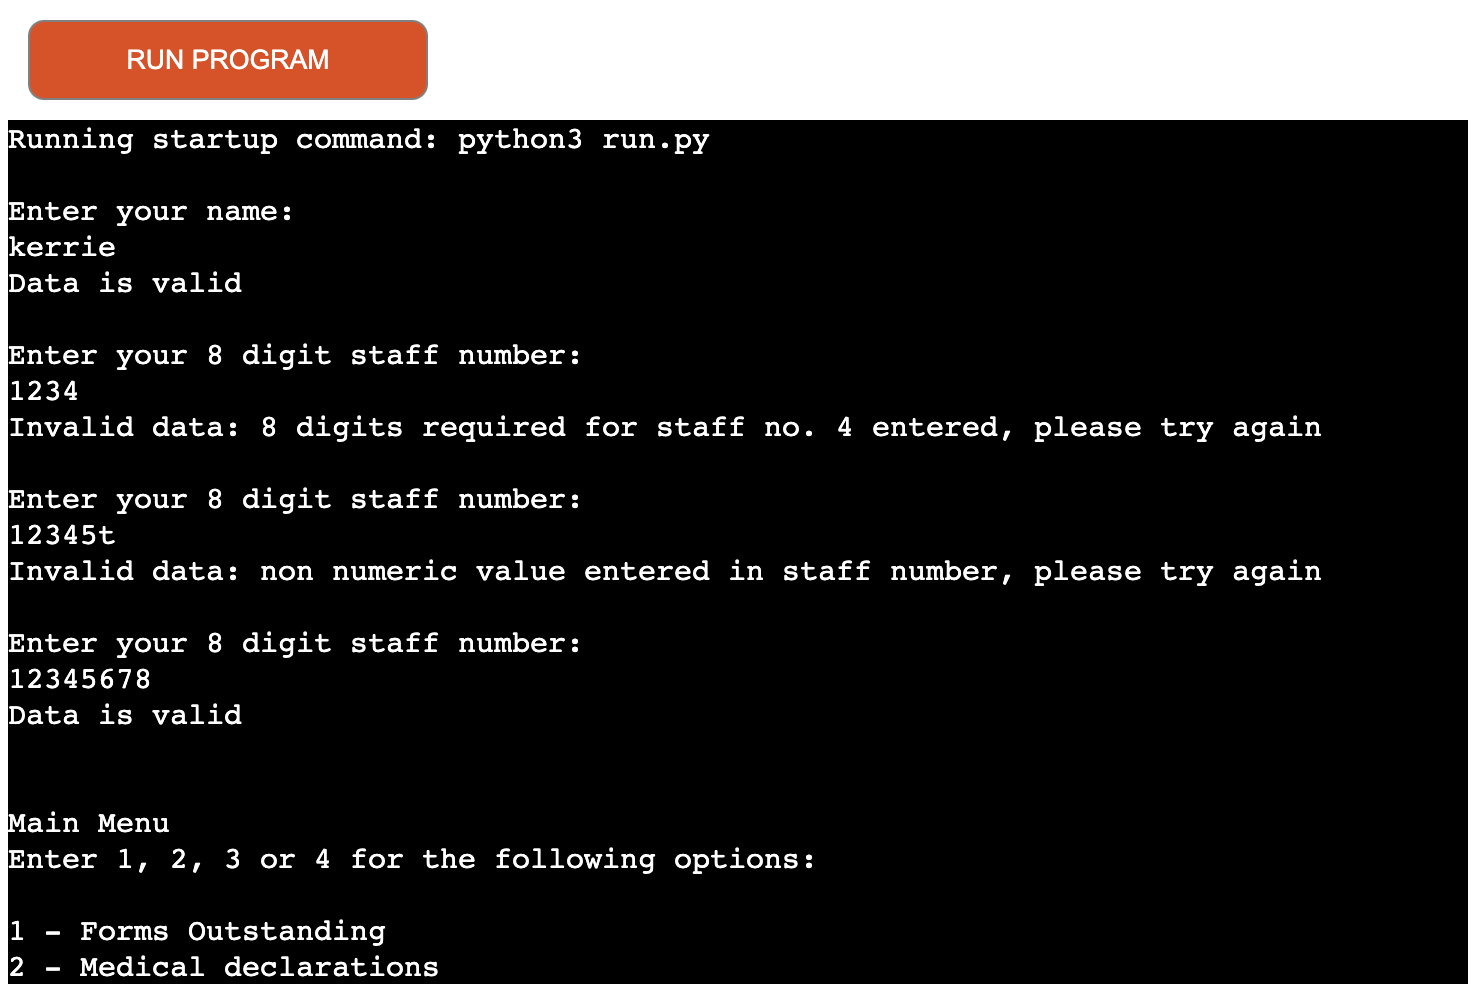 RUN PROGRAM
Running startup command: python3 run.py
Enter your name:
kerrie
Data is valid
Enter your 8 digit staff number:
1234
Invalid data: 8 digits required for staff no. 4 entered, please try again
Enter your 8 digit staff number:
12345t
Invalid data: non numeric value entered in staff number, please try again
Enter your 8 digit staff number:
12345678
Data is valid
Main Menu
Enter 1, 2, 3 or 4 for the following options:
1 - Forms Outstanding
2 - Medical declarations